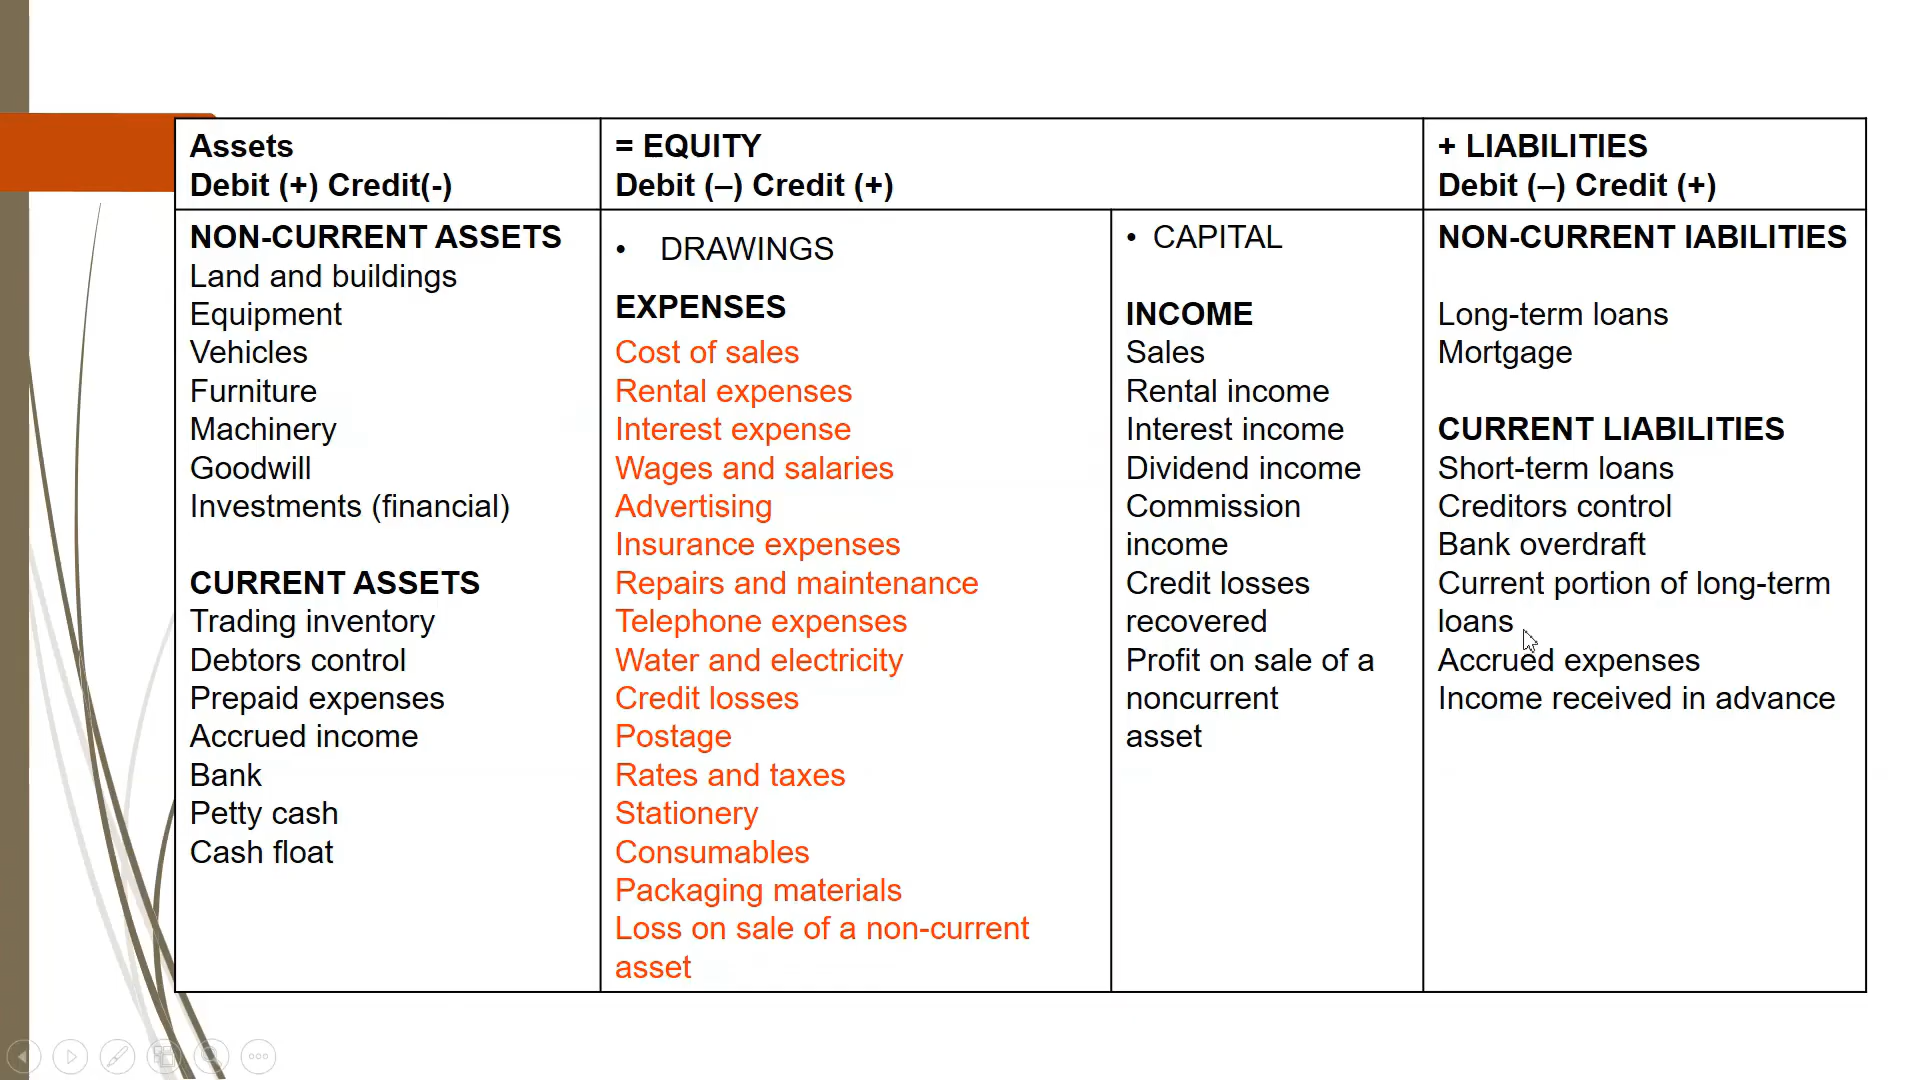 Assets
Debit (+) Credit(-)
= EQUITY
Debit (–) Credit (+)
+ LIABILITIES
Debit (–) Credit (+)
NON-CURRENT ASSETS
Land and buildings
Equipment
Vehicles
Furniture
Machinery
Goodwill
Investments (financial)
CURRENT ASSETS
Trading inventory
Debtors control
Prepaid expenses
Accrued income
Bank
Petty cash
Cash float
• DRAWINGS
EXPENSES
Cost of sales
Rental expenses
Interest expense
Wages and salaries
Advertising
Insurance expenses
Repairs and maintenance
Telephone expenses
Water and electricity
Credit losses
Postage
Rates and taxes
Stationery
Consumables
Packaging materials
Loss on sale of a non-current
asset
• CAPITAL
INCOME
Sales
Rental income
Interest income
Dividend income
Commission
income
Credit losses
recovered
Profit on sale of a
noncurrent
asset
NON-CURRENT lABILITIES
Long-term loans
Mortgage
CURRENT LIABILITIES
Short-term loans
Creditors control
Bank overdraft
Current portion of long-term
loans
Accrued expenses
Income received in advance